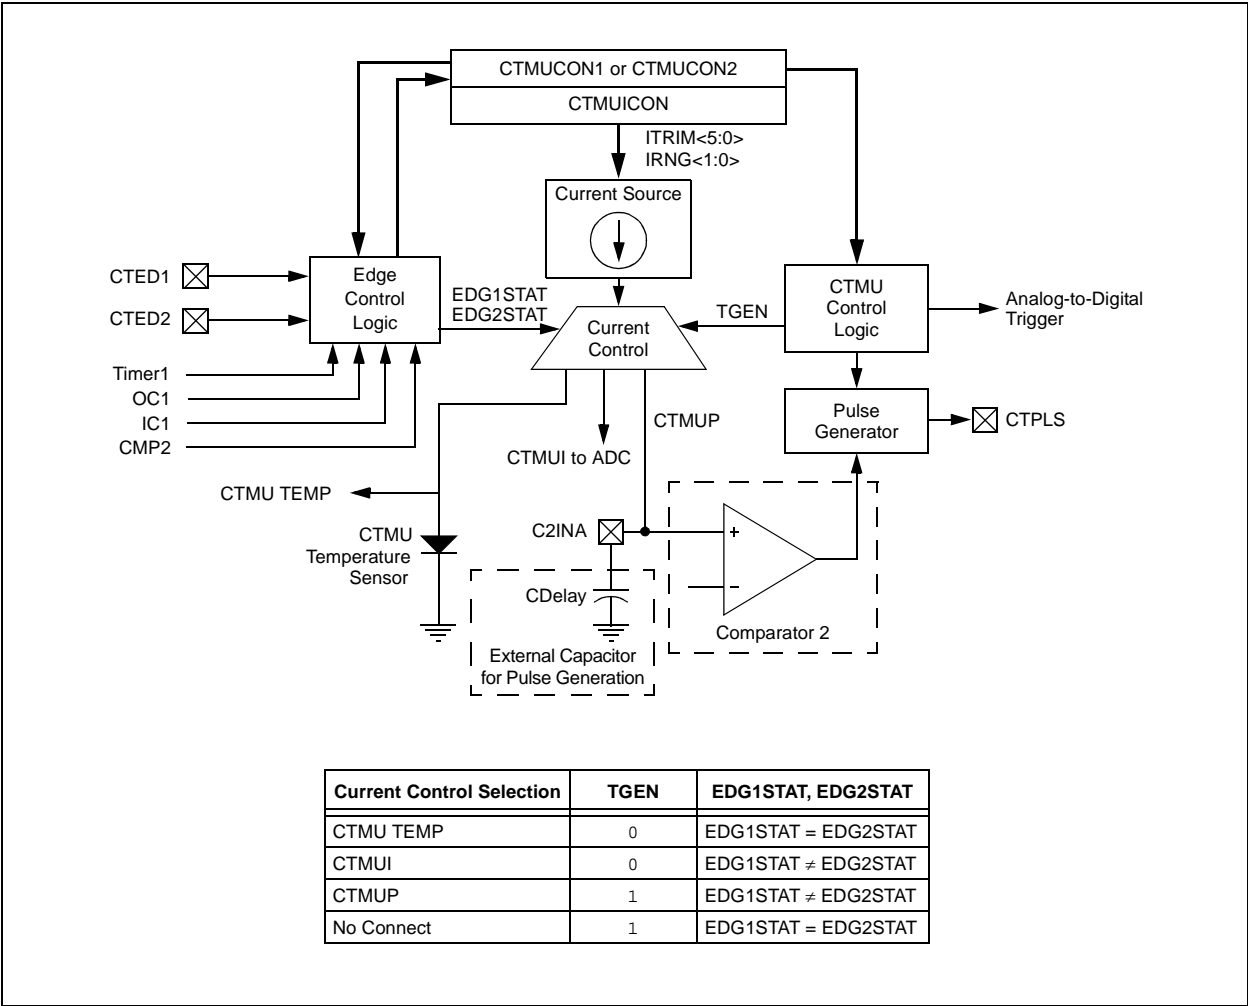 CTMUCON1 or CTMUCON2
CTMUICON
ITRIM<5:0>
IRNG<1:0>
Current Source
CTED1
CTED2
Edge
Control
Logic
EDG1STAT
EDG2STAT
Current
Control
TGEN
CTMU
Control
Logic
Analog-to-Digital
Trigger
Timer1
OC1
IC1
CMP2
CTMUP
CTMUI to ADC
Pulse
Generator
CTPLS
CTMU TEMP
CTMU
Temperature
Sensor
C2INA
+
–
CDelay
Comparator 2
External Capacitor
for Pulse Generation
Current Control Selection TGEN EDG1STAT, EDG2STAT
CTMU TEMP 0 EDG1STAT = EDG2STAT
CTMUI 0 EDG1STAT ≠ EDG2STAT
CTMUP 1 EDG1STAT ≠ EDG2STAT
No Connect 1 EDG1STAT = EDG2STAT